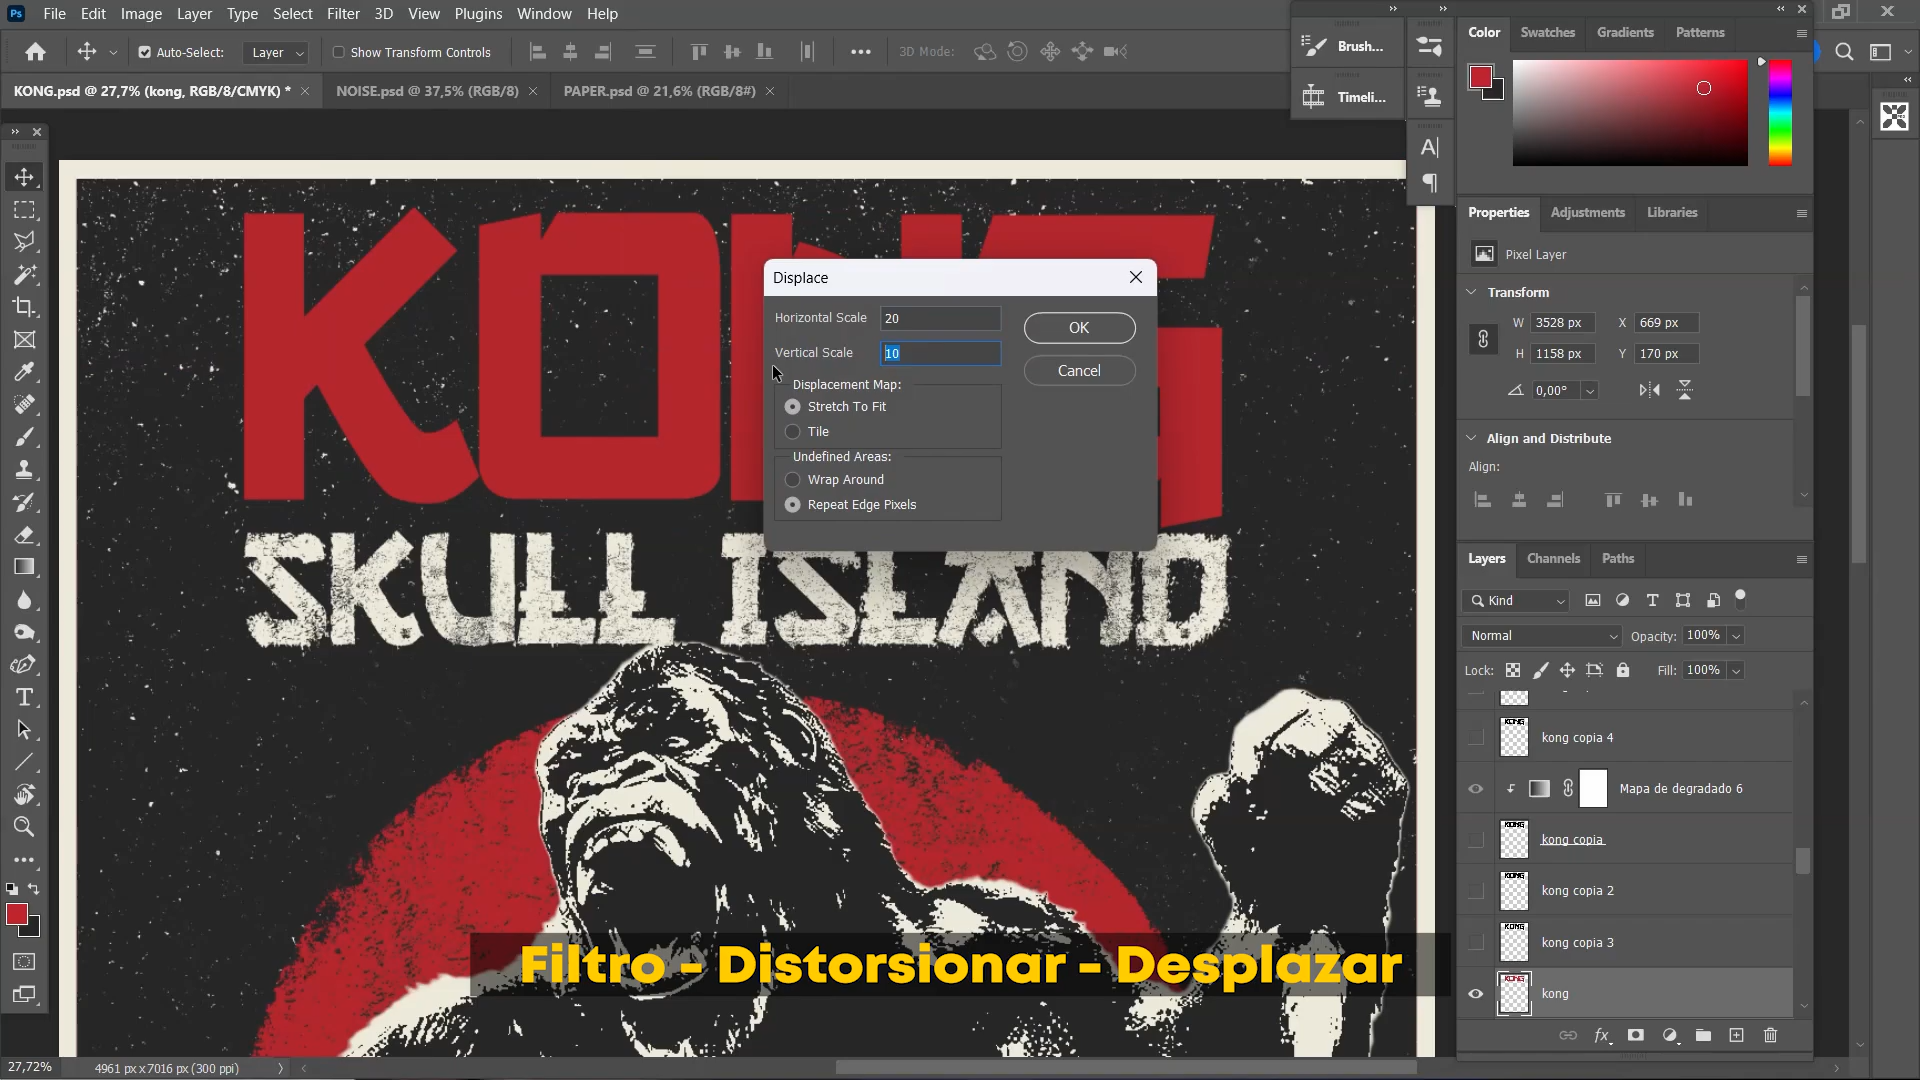 Ps File Edit Image Layer Type Select Filter 3D View Plugins Window Help
Auto-Select: Layer Show Transform Controls 3D Mode:
KONG.psd @ 27,7% (kong, RGB/8/CMYK) * NOISE.psd @ 37,5% (RGB/8) PAPER.psd @ 21,6% (RGB/8#)
Brush...
Timeli...
Color Swatches Gradients Patterns
Properties Adjustments Libraries
Pixel Layer
Transform
W 3528 px X 669 px
H 1158 px Y 170 px
0,00°
Align and Distribute
Align:
Layers Channels Paths
Kind
Normal Opacity: 100%
Lock: Fill: 100%
kong copia 4
Mapa de degradado 6
kong copia
kong copia 2
kong copia 3
kong
KONG
SKULL ISLAND
Displace
Horizontal Scale 20
OK
Vertical Scale 10
Cancel
Displacement Map:
Stretch To Fit
Tile
Undefined Areas:
Wrap Around
Repeat Edge Pixels
Filtro - Distorsionar - Desplazar
27,72% 4961 px x 7016 px (300 ppi)